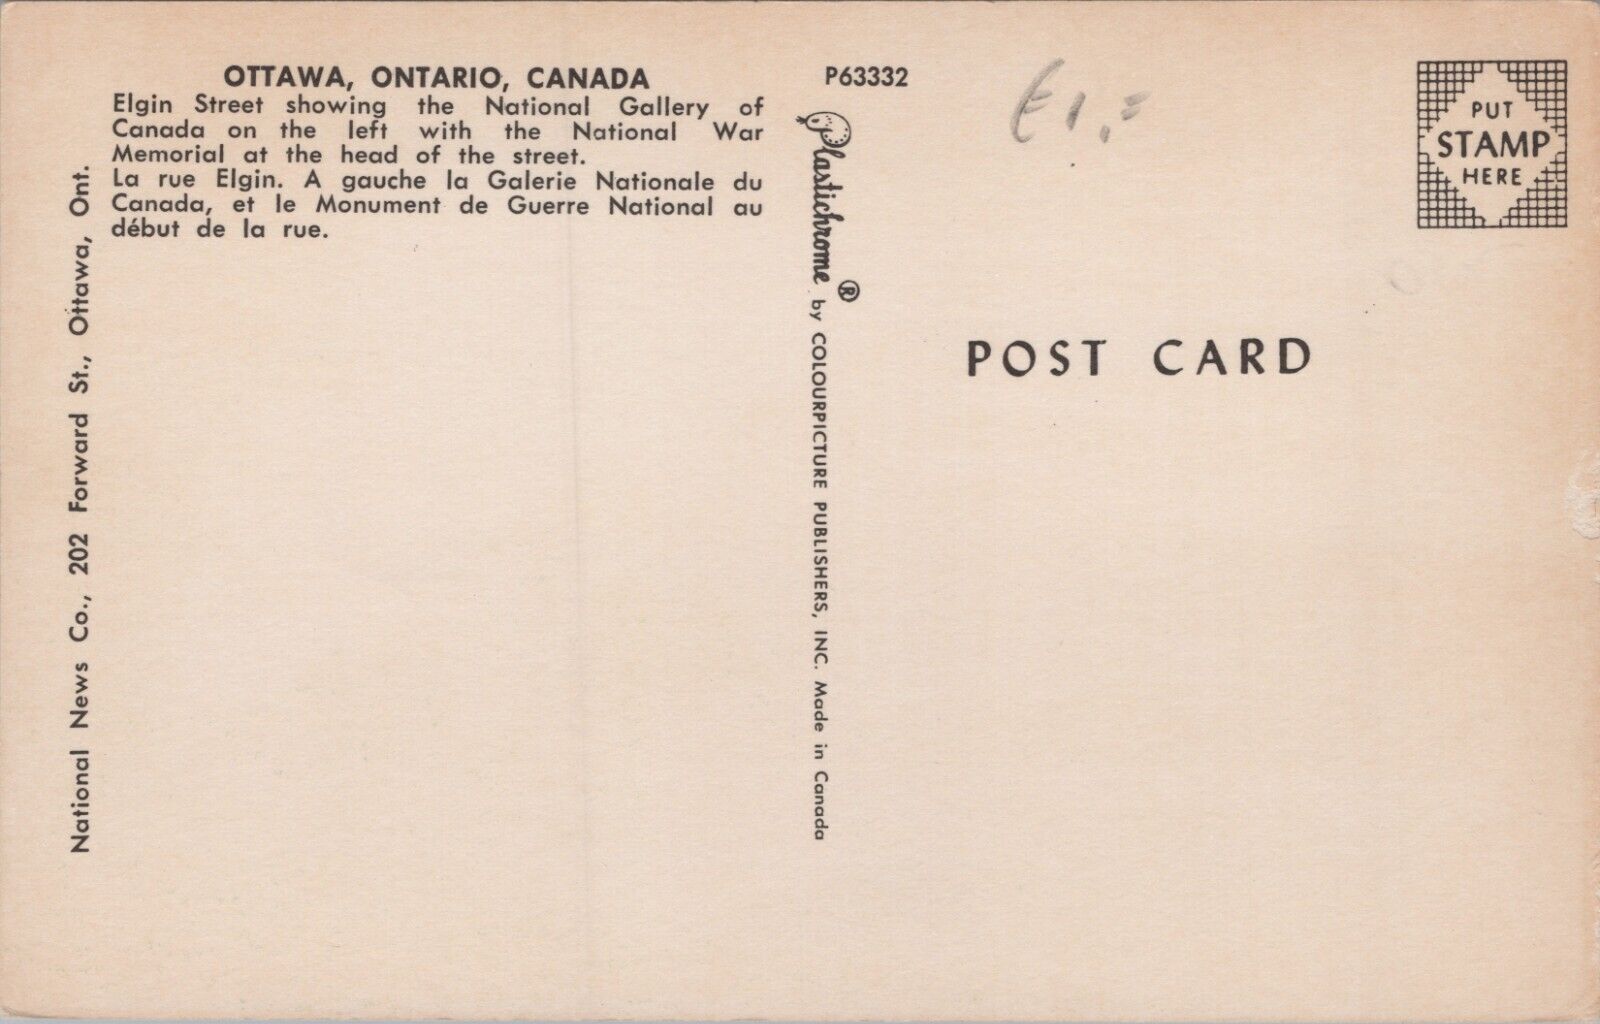 OTTAWA, ONTARIO, CANADA
Elgin Street showing the National Gallery of
Canada on the left with the National War
Memorial at the head of the street.
La rue Elgin. A gauche la Galerie Nationale du
Canada, et le Monument de Guerre National au
début de la rue.
National News Co., 202 Forward St., Ottawa, Ont.
P63332
Plastichrome ® by COLOURPICTURE PUBLISHERS, INC. Made in Canada
€1,=
PUT
STAMP
HERE
POST CARD